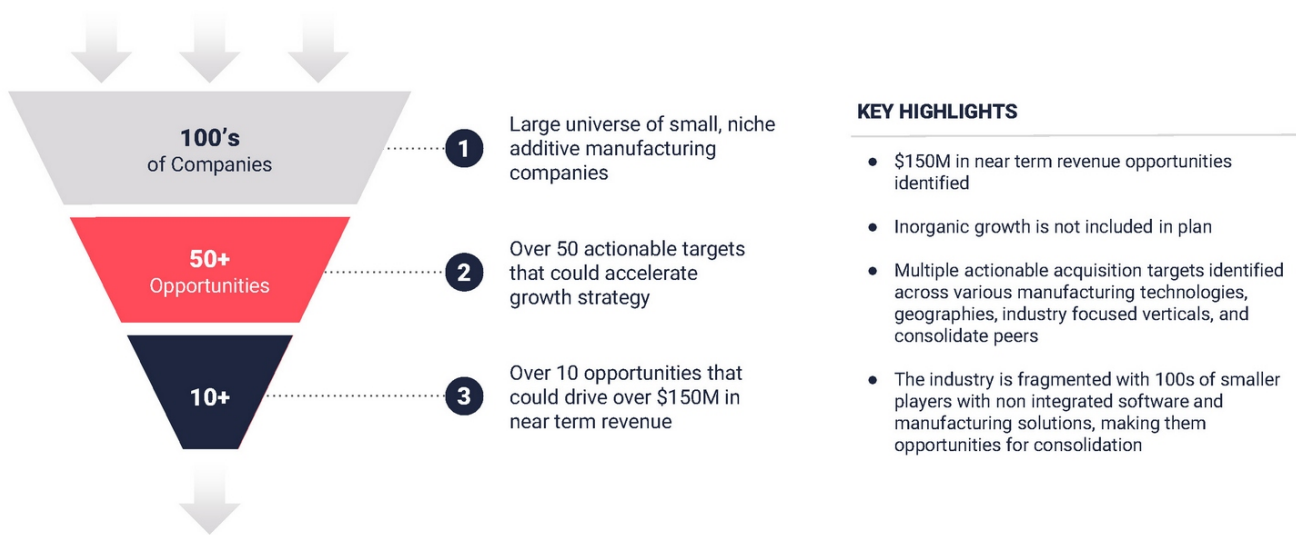 100's
of Companies
1
Large universe of small, niche
additive manufacturing
companies
50+
Opportunities
2
Over 50 actionable targets
that could accelerate
growth strategy
10+
3
Over 10 opportunities that
could drive over $150M in
near term revenue
KEY HIGHLIGHTS
● $150M in near term revenue opportunities
identified
● Inorganic growth is not included in plan
● Multiple actionable acquisition targets identified
across various manufacturing technologies,
geographies, industry focused verticals, and
consolidate peers
● The industry is fragmented with 100s of smaller
players with non integrated software and
manufacturing solutions, making them
opportunities for consolidation